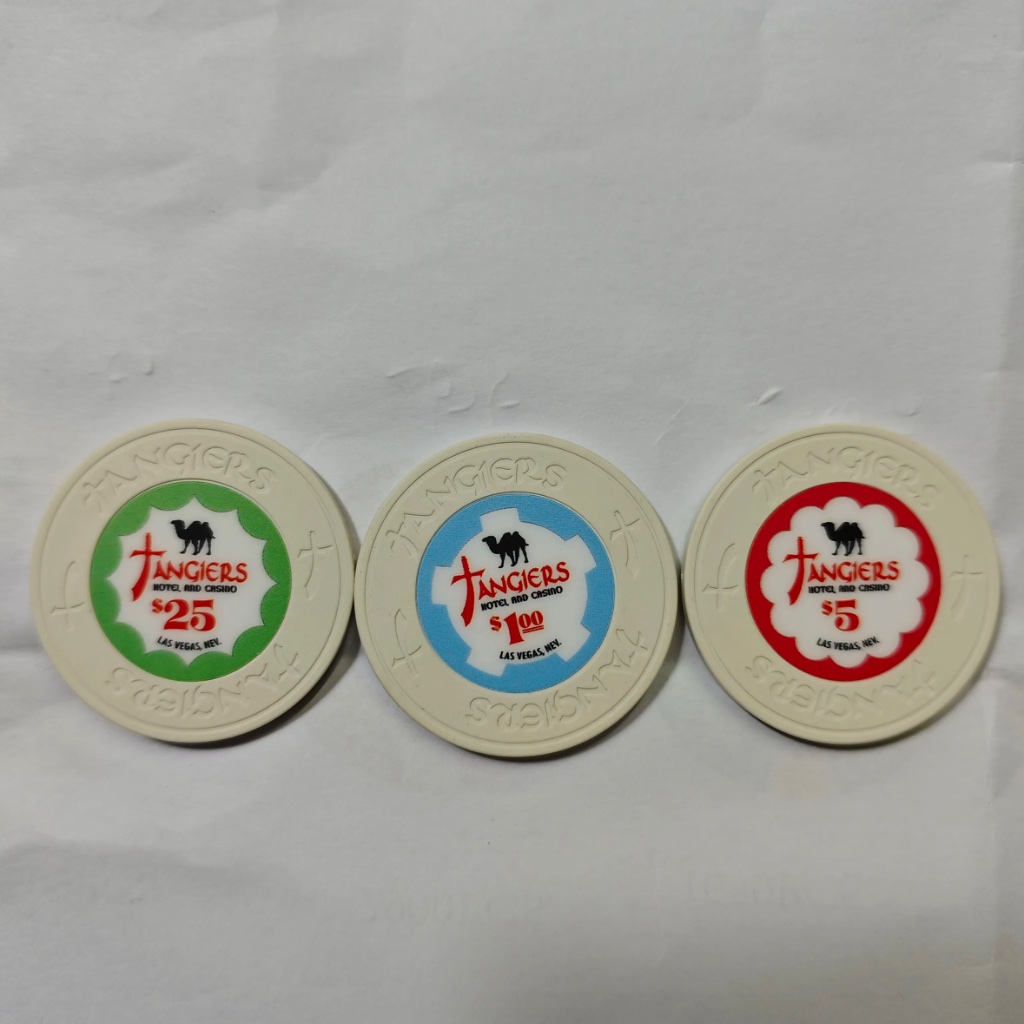 TANGIERS
TANGIERS
HOTEL AND CASINO
$25
LAS VEGAS, NEV.
TANGIERS
TANGIERS
TANGIERS
HOTEL AND CASINO
$1.00
LAS VEGAS, NEV.
TANGIERS
TANGIERS
TANGIERS
HOTEL AND CASINO
$5
LAS VEGAS, NEV.
TANGIERS